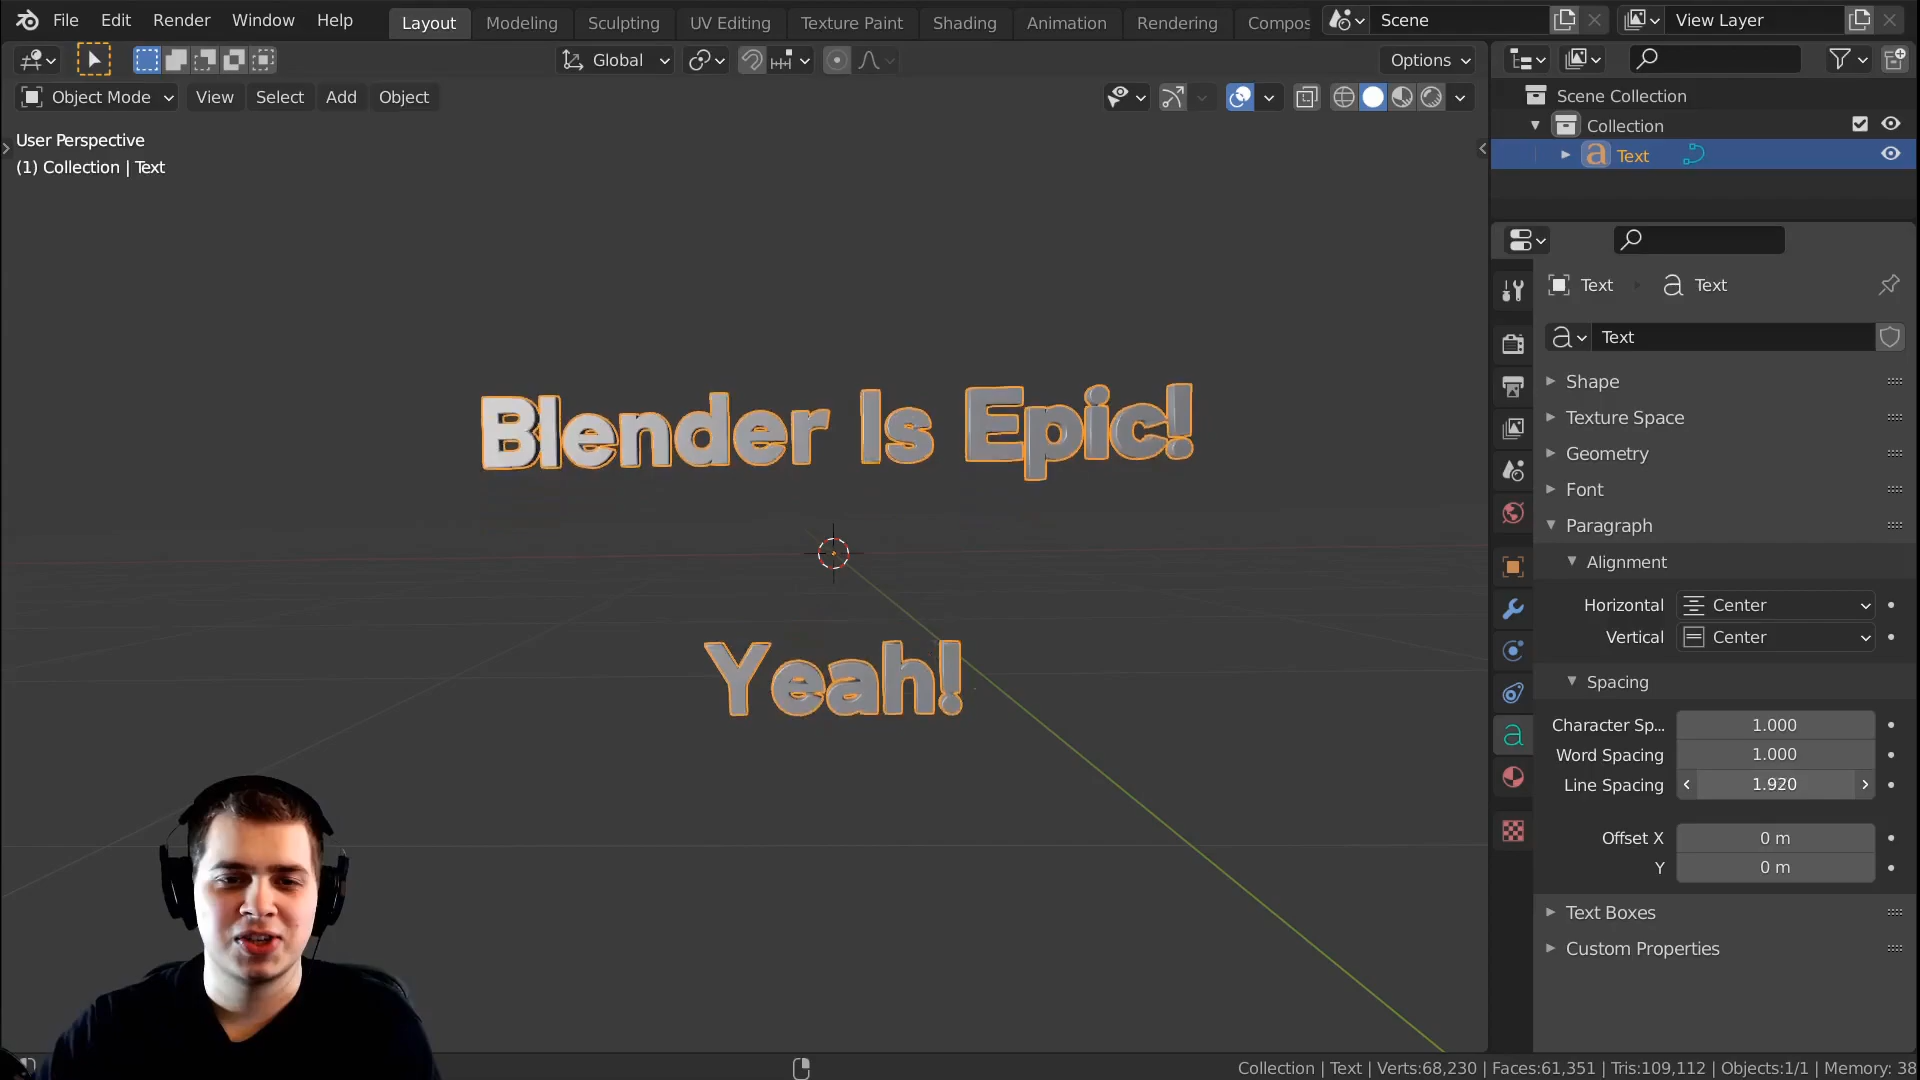 File Edit Render Window Help
Layout Modeling Sculpting UV Editing Texture Paint Shading Animation Rendering Compos
Scene
View Layer
Global
Options
Object Mode View Select Add Object
User Perspective
(1) Collection | Text
Blender Is Epic!
Yeah!
Scene Collection
Collection
Text
Text Text
Text
Shape
Texture Space
Geometry
Font
Paragraph
Alignment
Horizontal Center
Vertical Center
Spacing
Character Sp... 1.000
Word Spacing 1.000
Line Spacing 1.920
Offset X 0 m
Y 0 m
Text Boxes
Custom Properties
Collection | Text | Verts:68,230 | Faces:61,351 | Tris:109,112 | Objects:1/1 | Memory: 38